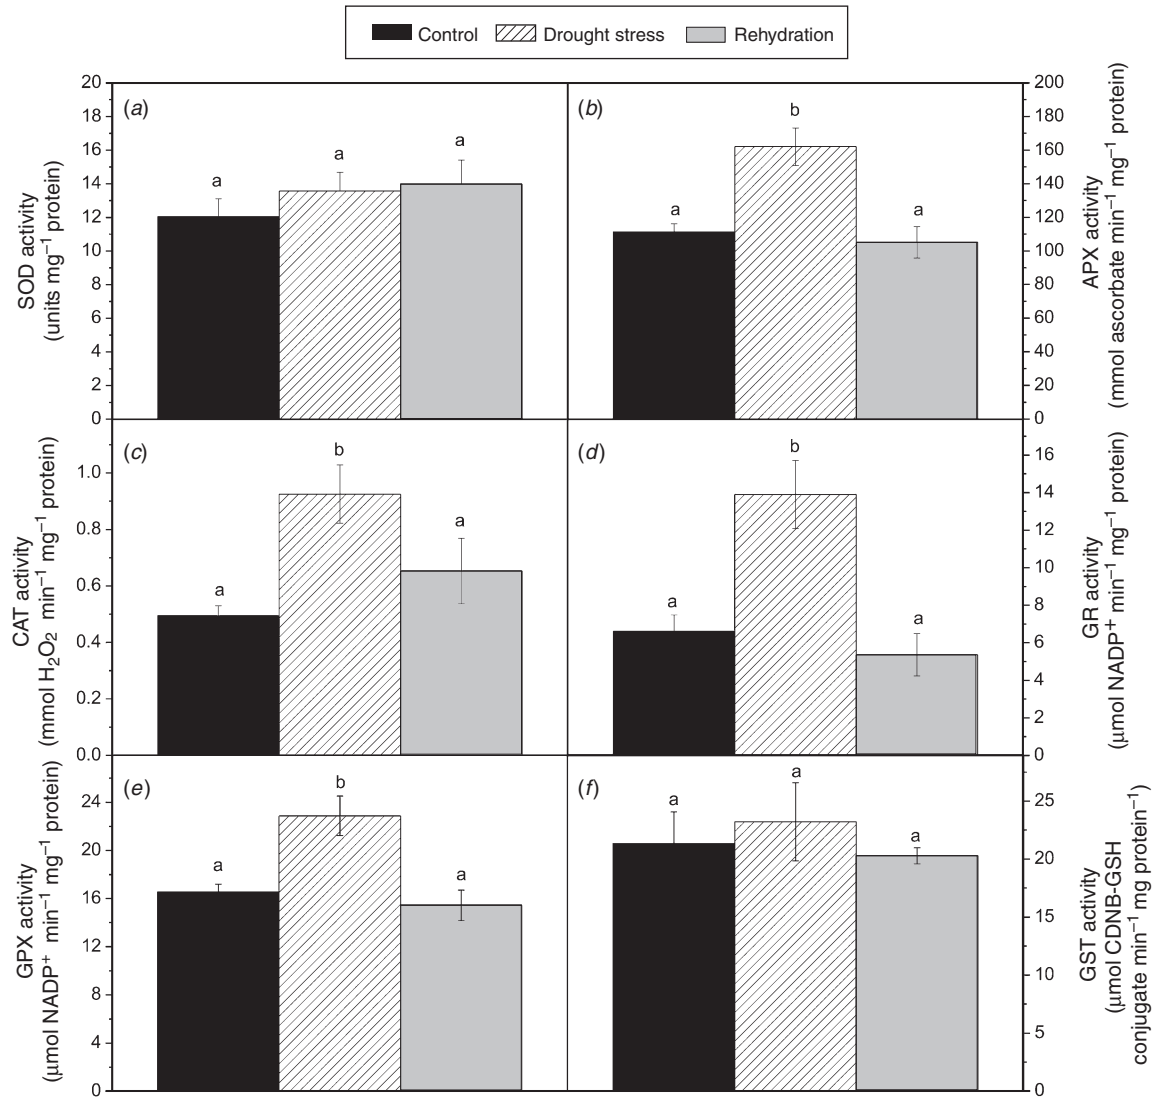 Control Drought stress Rehydration
(a)
20
18
16
14
12
10
8
6
4
2
0
SOD activity
(units mg⁻¹ protein)
a
a
a
(b)
200
180
160
140
120
100
80
60
40
20
0
APX activity
(mmol ascorbate min⁻¹ mg⁻¹ protein)
a
b
a
(c)
1.0
0.8
0.6
0.4
0.2
0.0
CAT activity
(mmol H₂O₂ min⁻¹ mg⁻¹ protein)
a
b
a
(d)
16
14
12
10
8
6
4
2
0
GR activity
(µmol NADP⁺ min⁻¹ mg⁻¹ protein)
a
b
a
(e)
24
20
16
12
8
4
0
GPX activity
(µmol NADP⁺ min⁻¹ mg⁻¹ protein)
a
b
a
(f)
25
20
15
10
5
0
GST activity
(µmol CDNB-GSH
conjugate min⁻¹ mg protein⁻¹)
a
a
a